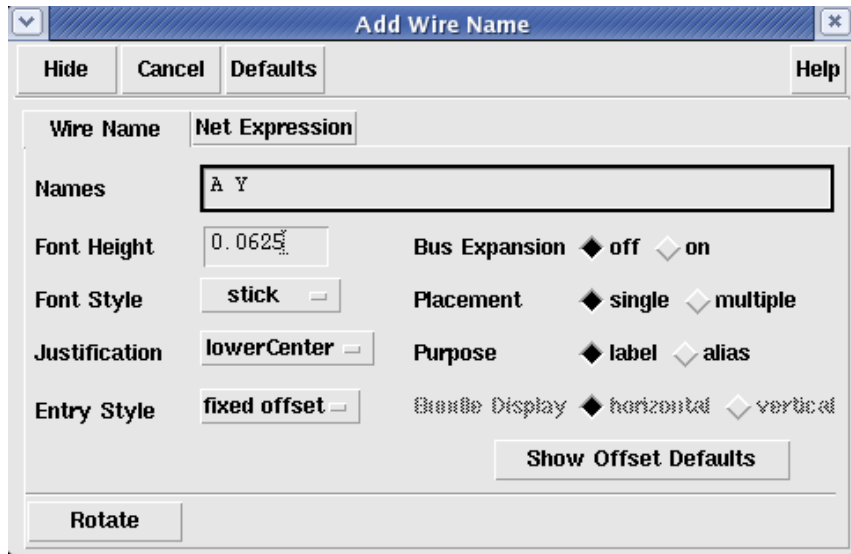 Add Wire Name
Hide Cancel Defaults Help
Wire Name Net Expression
Names A Y
Font Height 0.0625 Bus Expansion off on
Font Style stick Placement single multiple
Justification lowerCenter Purpose label alias
Entry Style fixed offset Bundle Display horizontal vertical
Show Offset Defaults
Rotate